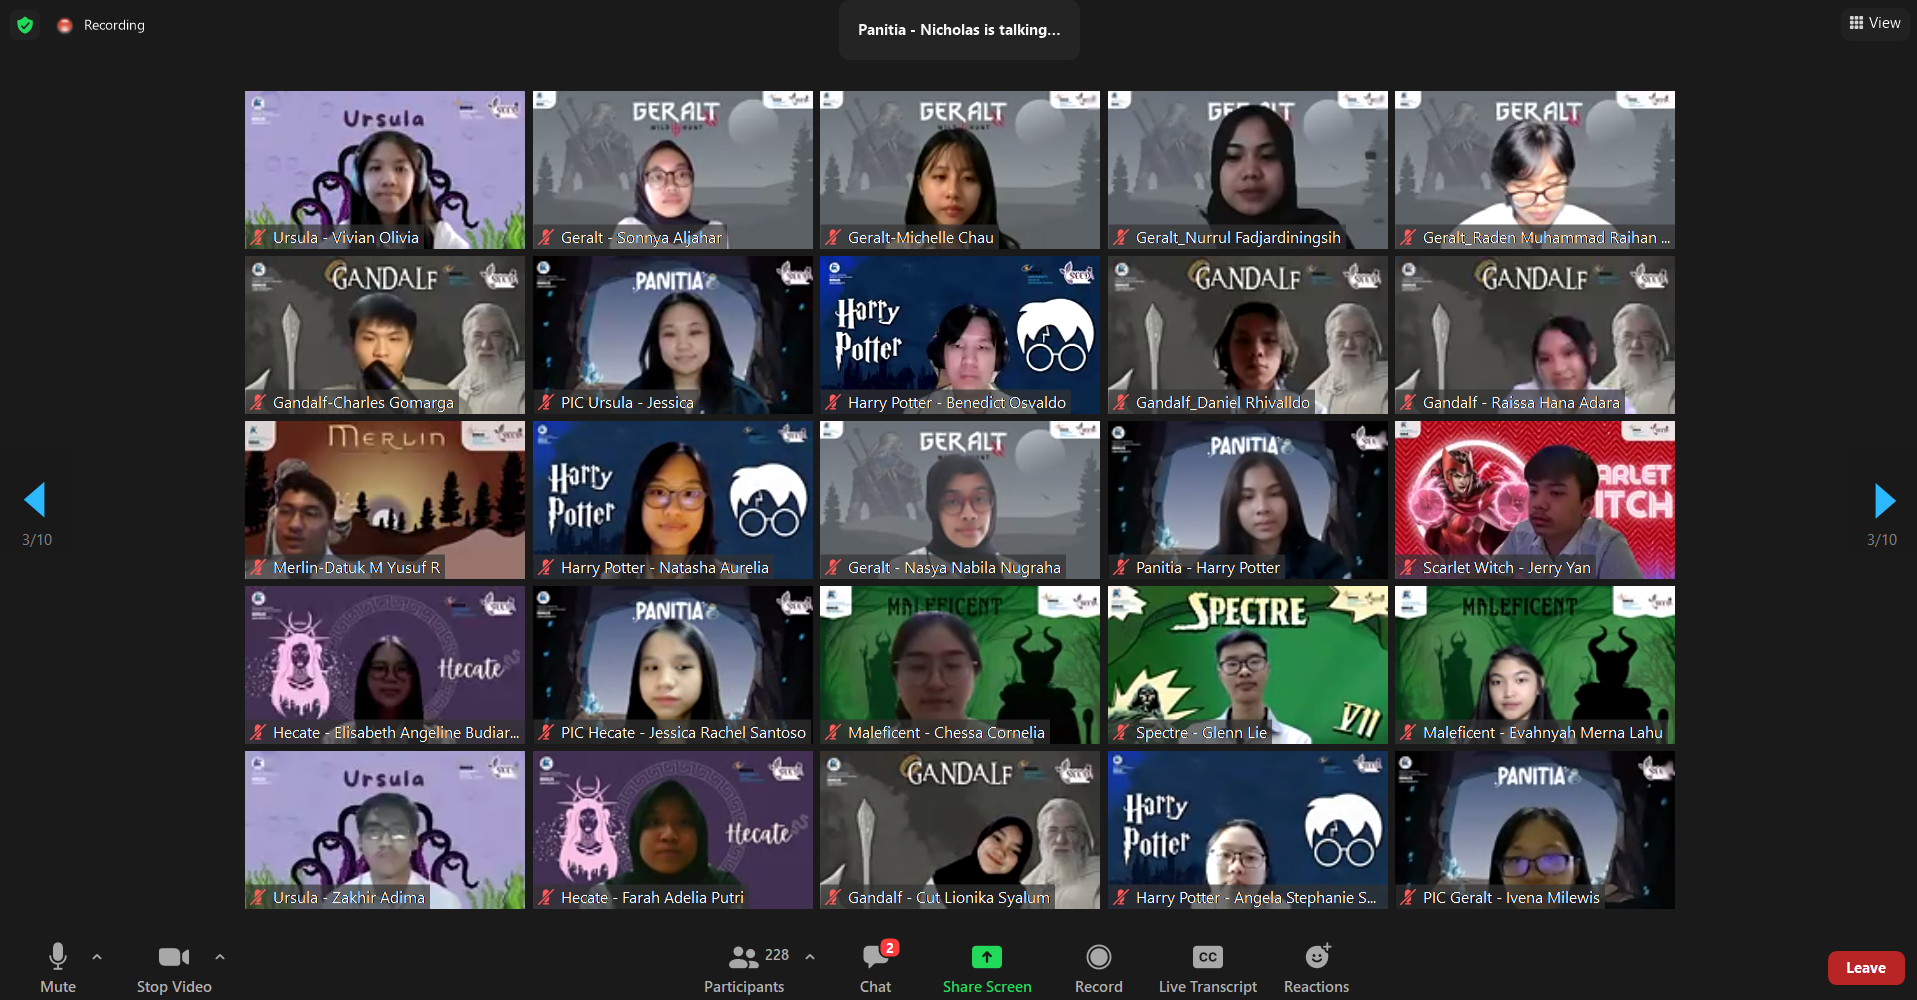 Recording
Panitia - Nicholas is talking...
View
Ursula
Ursula - Vivian Olivia
GERALT
WILD HUNT
Geralt - Sonnya Aljahar
GERALT
WILD HUNT
Geralt-Michelle Chau
GERALT
Geralt_Nurrul Fadjardiningsih
GERALT
Geralt_Raden Muhammad Raihan ...
GANDALF
Gandalf-Charles Gomarga
PANITIA
PIC Ursula - Jessica
Harry
Potter
Harry Potter - Benedict Osvaldo
GANDALF
Gandalf_Daniel Rhivalldo
GANDALF
Gandalf - Raissa Hana Adara
MERLIN
Merlin-Datuk M Yusuf R
Harry
Potter
Harry Potter - Natasha Aurelia
GERALT
Geralt - Nasya Nabila Nugraha
PANITIA
Panitia - Harry Potter
ARLET
ITCH
Scarlet Witch - Jerry Yan
3/10
3/10
Hecate
Hecate - Elisabeth Angeline Budiar...
PANITIA
PIC Hecate - Jessica Rachel Santoso
MALEFICENT
Maleficent - Chessa Cornelia
SPECTRE
VII
Spectre - Glenn Lie
MALEFICENT
Maleficent - Evahnyah Merna Lahu
Ursula
Ursula - Zakhir Adima
Hecate
Hecate - Farah Adelia Putri
GANDALF
Gandalf - Cut Lionika Syalum
Harry
Potter
Harry Potter - Angela Stephanie S...
PANITIA
PIC Geralt - Ivena Milewis
Mute
Stop Video
228
Participants
2
Chat
Share Screen
Record
CC
Live Transcript
Reactions
Leave